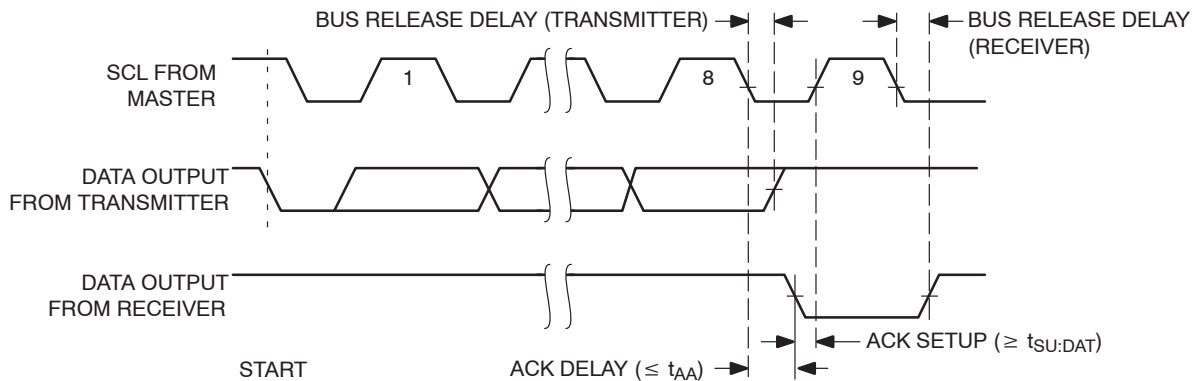 BUS RELEASE DELAY (TRANSMITTER)
BUS RELEASE DELAY
(RECEIVER)
SCL FROM
MASTER
1
8
9
DATA OUTPUT
FROM TRANSMITTER
DATA OUTPUT
FROM RECEIVER
ACK SETUP (≥ tSU:DAT)
START
ACK DELAY (≤ tAA)